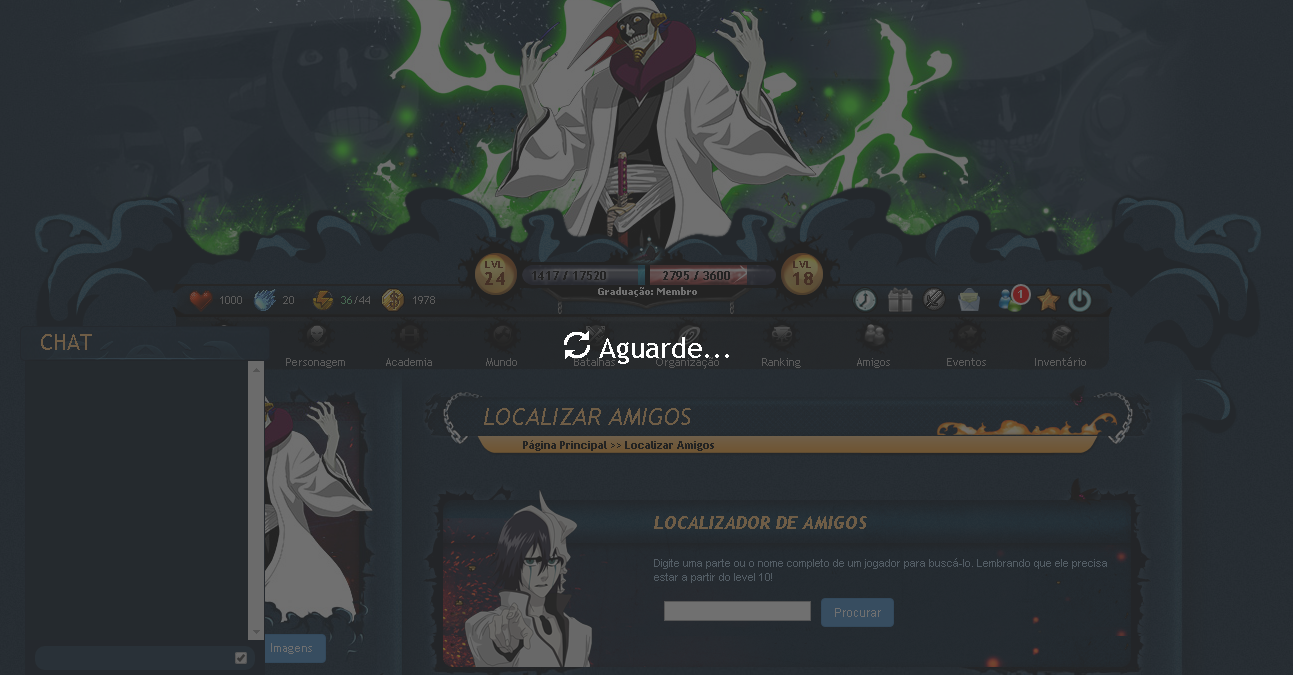 LVL
24
1417 / 17520
2795 / 3600
LVL
18
Graduação: Membro
1000
20
36/44
1978
1
CHAT
Personagem
Academia
Mundo
Batalhas
Organização
Ranking
Amigos
Eventos
Inventário
Aguarde...
LOCALIZAR AMIGOS
Página Principal >> Localizar Amigos
LOCALIZADOR DE AMIGOS
Digite uma parte ou o nome completo de um jogador para buscá-lo. Lembrando que ele precisa
estar a partir do level 10!
Procurar
Imagens